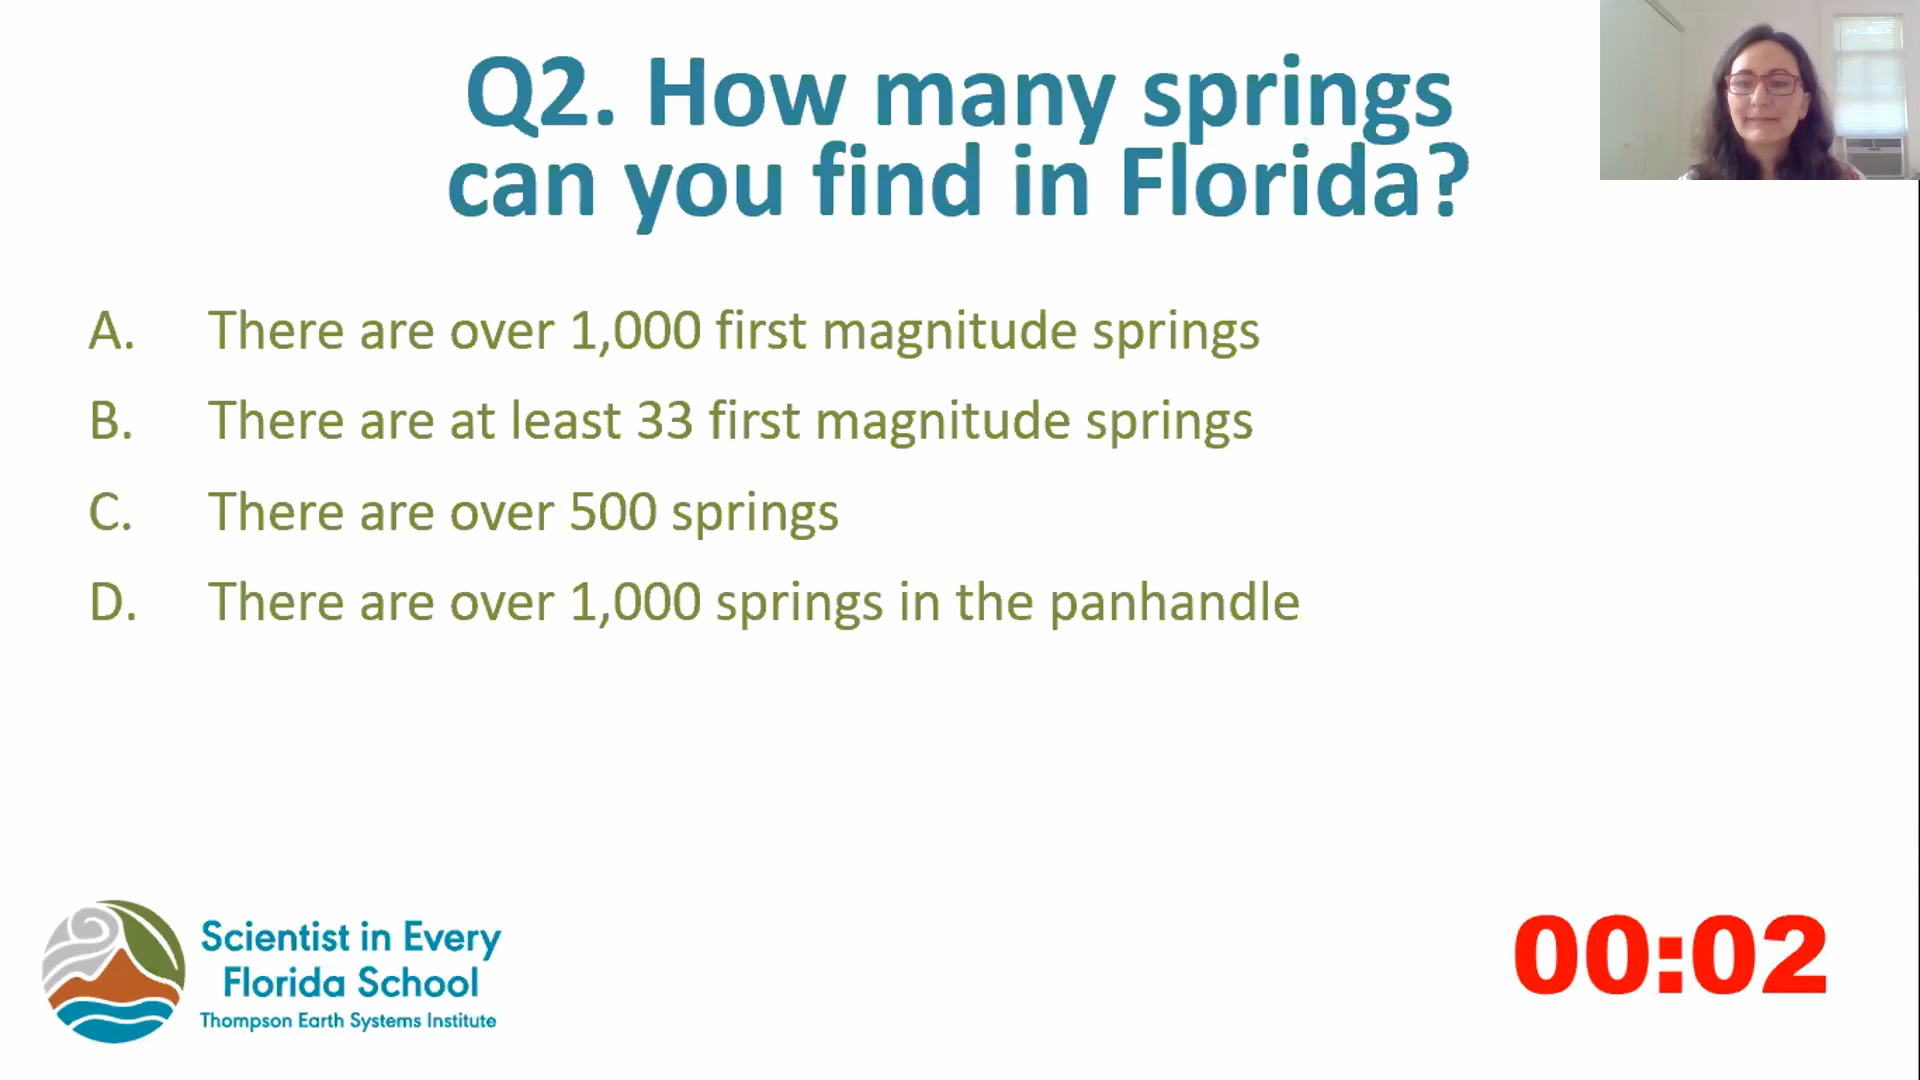 Q2. How many springs
can you find in Florida?
A. There are over 1,000 first magnitude springs
B. There are at least 33 first magnitude springs
C. There are over 500 springs
D. There are over 1,000 springs in the panhandle
Scientist in Every
Florida School
Thompson Earth Systems Institute
00:02